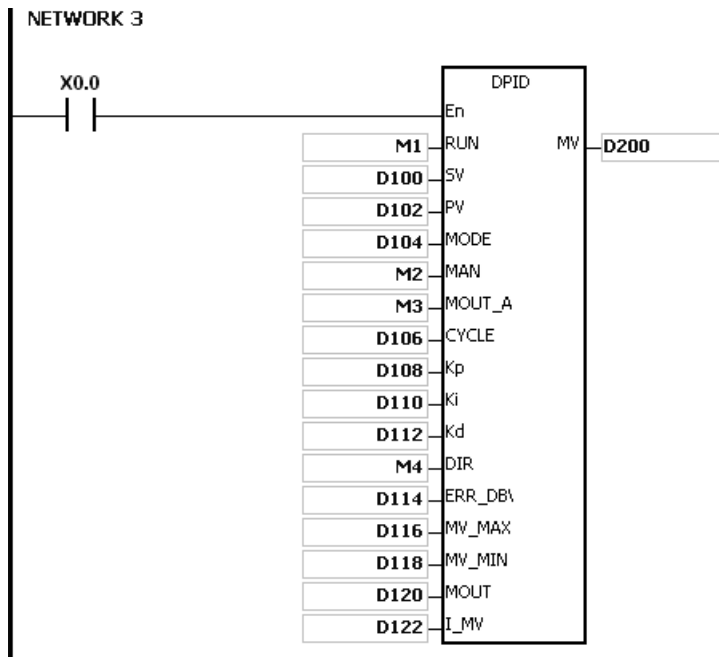 NETWORK 3
X0.0
DPID
En
M1 RUN MV D200
D100 SV
D102 PV
D104 MODE
M2 MAN
M3 MOUT_A
D106 CYCLE
D108 Kp
D110 Ki
D112 Kd
M4 DIR
D114 ERR_DB\
D116 MV_MAX
D118 MV_MIN
D120 MOUT
D122 I_MV